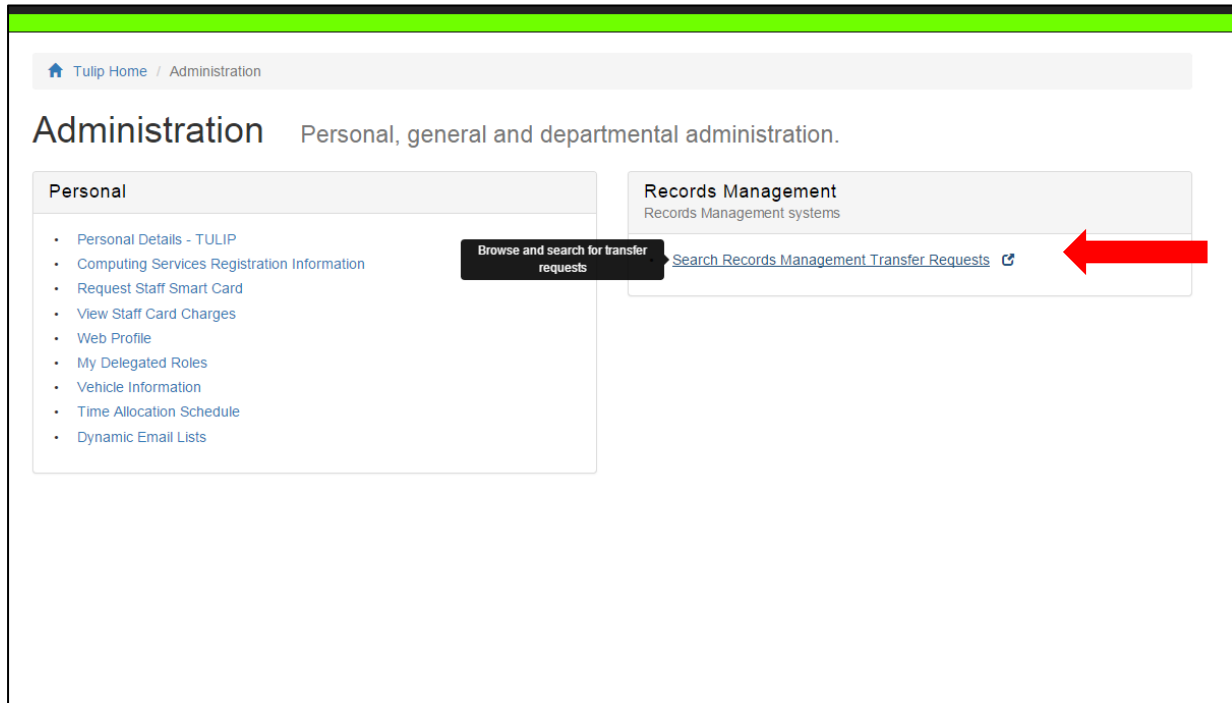 Tulip Home / Administration
Administration Personal, general and departmental administration.
Personal
• Personal Details - TULIP
• Computing Services Registration Information
• Request Staff Smart Card
• View Staff Card Charges
• Web Profile
• My Delegated Roles
• Vehicle Information
• Time Allocation Schedule
• Dynamic Email Lists
Records Management
Records Management systems
Browse and search for transfer
requests
Search Records Management Transfer Requests